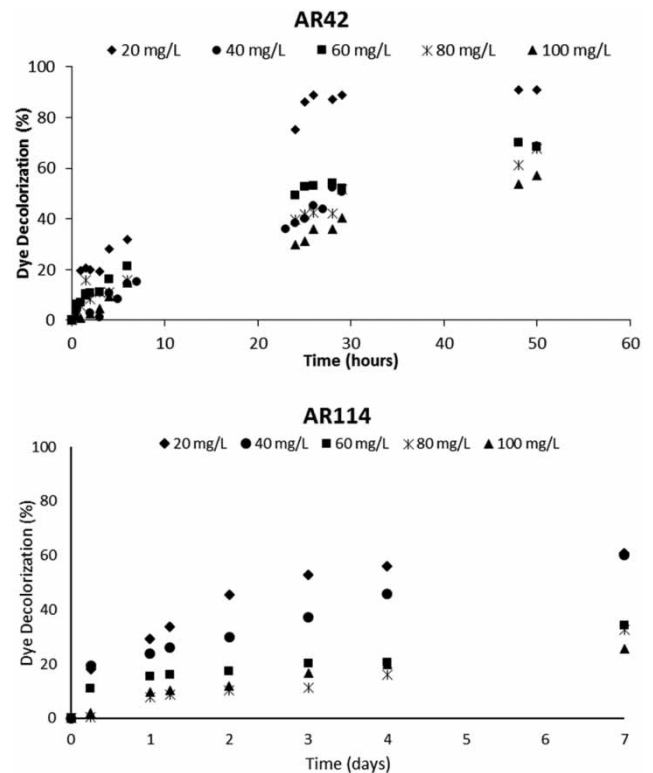 AR42
20 mg/L 40 mg/L 60 mg/L 80 mg/L 100 mg/L
Dye Decolorization (%)
100
80
60
40
20
0
0 10 20 30 40 50 60
Time (hours)
AR114
20 mg/L 40 mg/L 60 mg/L 80 mg/L 100 mg/L
Dye Decolorization (%)
100
80
60
40
20
0
0 1 2 3 4 5 6 7
Time (days)